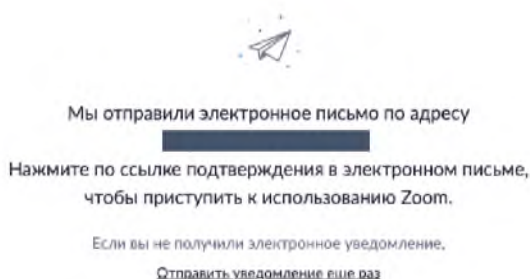 Мы отправили электронное письмо по адресу
Нажмите по ссылке подтверждения в электронном письме,
чтобы приступить к использованию Zoom.
Если вы не получили электронное уведомление,
Отправить уведомление еще раз